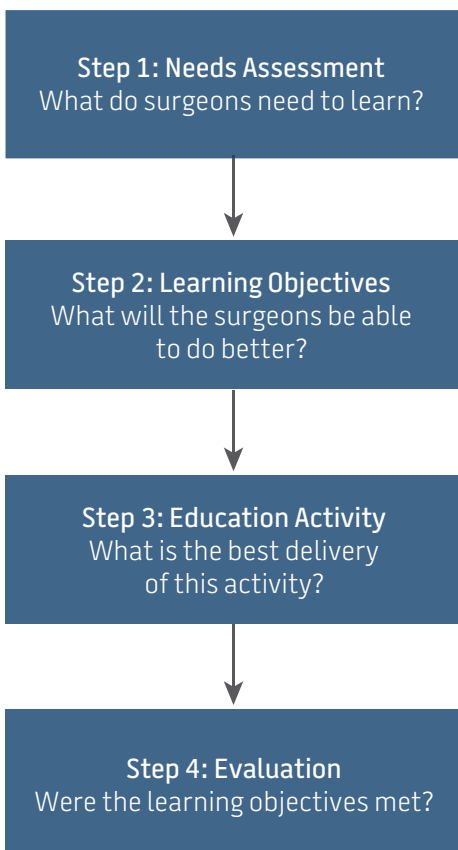 Step 1: Needs Assessment
What do surgeons need to learn?
Step 2: Learning Objectives
What will the surgeons be able
to do better?
Step 3: Education Activity
What is the best delivery
of this activity?
Step 4: Evaluation
Were the learning objectives met?